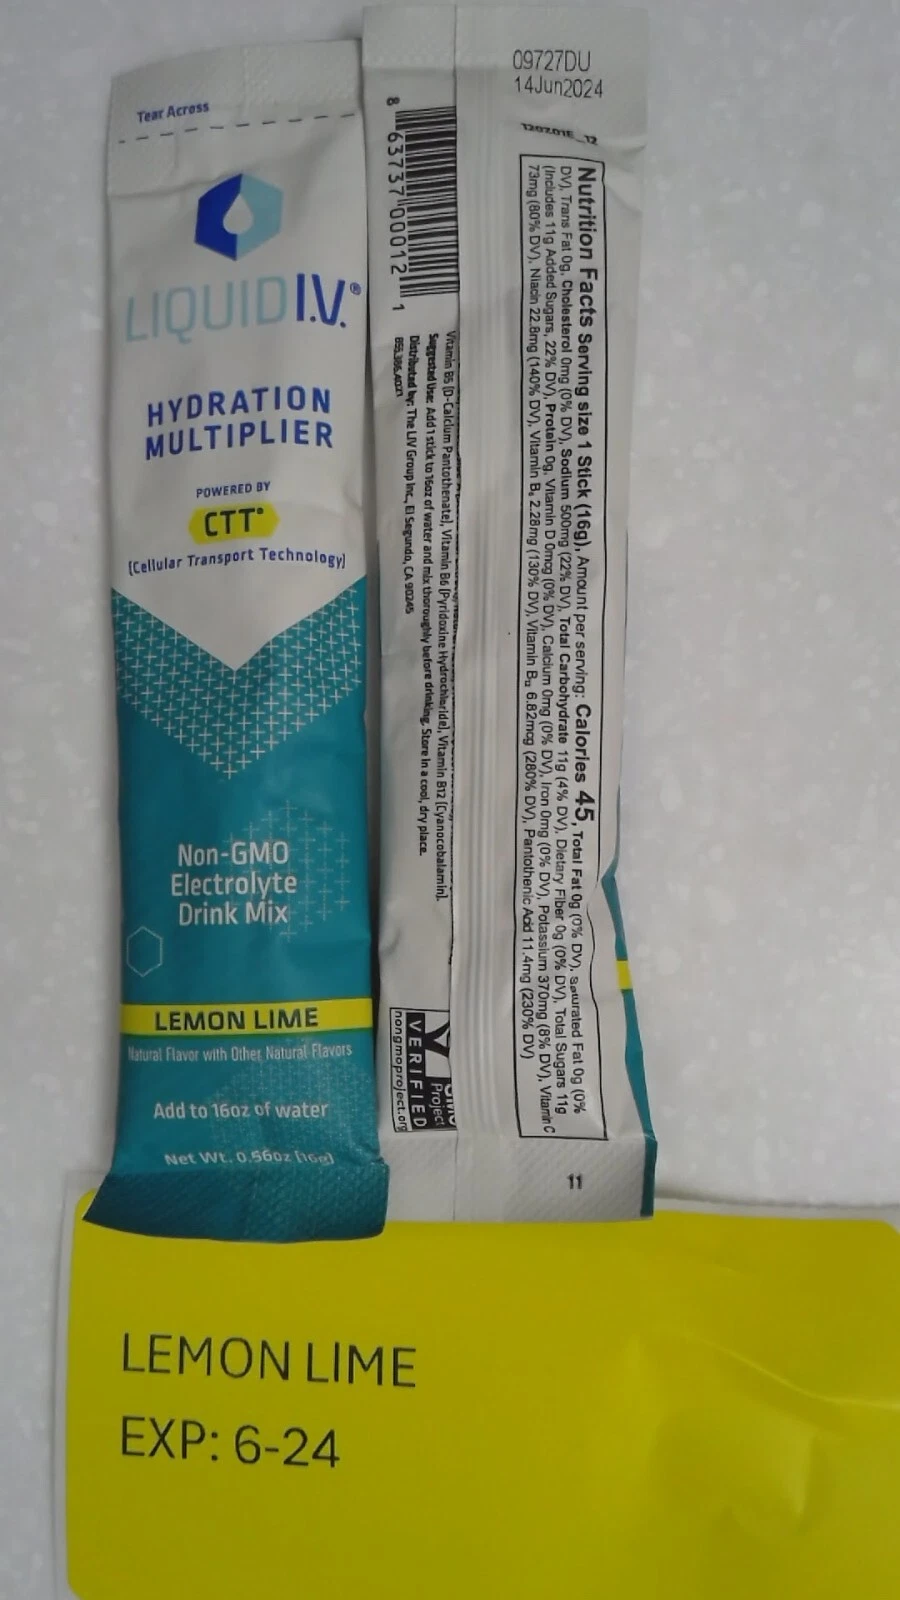 Tear Across
LIQUID I.V.®
HYDRATION
MULTIPLIER
POWERED BY
CTT®
[Cellular Transport Technology]
Non-GMO
Electrolyte
Drink Mix
LEMON LIME
Natural Flavor with Other Natural Flavors
Add to 16oz of water
Net Wt. 0.56oz [16g]
09727DU
14Jun2024
120Z01E_12
Nutrition Facts Serving size 1 Stick (16g), Amount per serving: Calories 45, Total Fat 0g (0% DV), Saturated Fat 0g (0%
DV), Trans Fat 0g, Cholesterol 0mg (0% DV), Sodium 500mg (22% DV), Total Carbohydrate 11g (4% DV), Dietary Fiber 0g (0% DV), Total Sugars 11g
(Includes 11g Added Sugars, 22% DV), Protein 0g, Vitamin D 0mcg (0% DV), Calcium 0mg (0% DV), Iron 0mg (0% DV), Potassium 370mg (8% DV), Vitamin C
73mg (80% DV), Niacin 22.8mg (140% DV), Vitamin B₆ 2.28mg (130% DV), Vitamin B₁₂ 6.82mcg (280% DV), Pantothenic Acid 11.4mg (230% DV)
Vitamin B5 [D-Calcium Pantothenate], Vitamin B6 [Pyridoxine Hydrochloride], Vitamin B12 [Cyanocobalamin].
Suggested Use: Add 1 stick to 16oz of water and mix thoroughly before drinking. Store in a cool, dry place.
Distributed by: The LIV Group Inc., El Segundo, CA 90245
855.386.4021
8 63737 00012 1
Project
VERIFIED
nongmoproject.org
11
LEMON LIME
EXP: 6-24